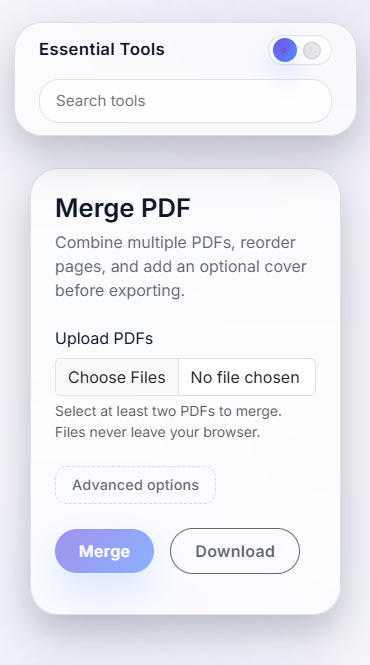 Essential Tools
Search tools
Merge PDF
Combine multiple PDFs, reorder
pages, and add an optional cover
before exporting.
Upload PDFs
Choose Files No file chosen
Select at least two PDFs to merge.
Files never leave your browser.
Advanced options
Merge Download